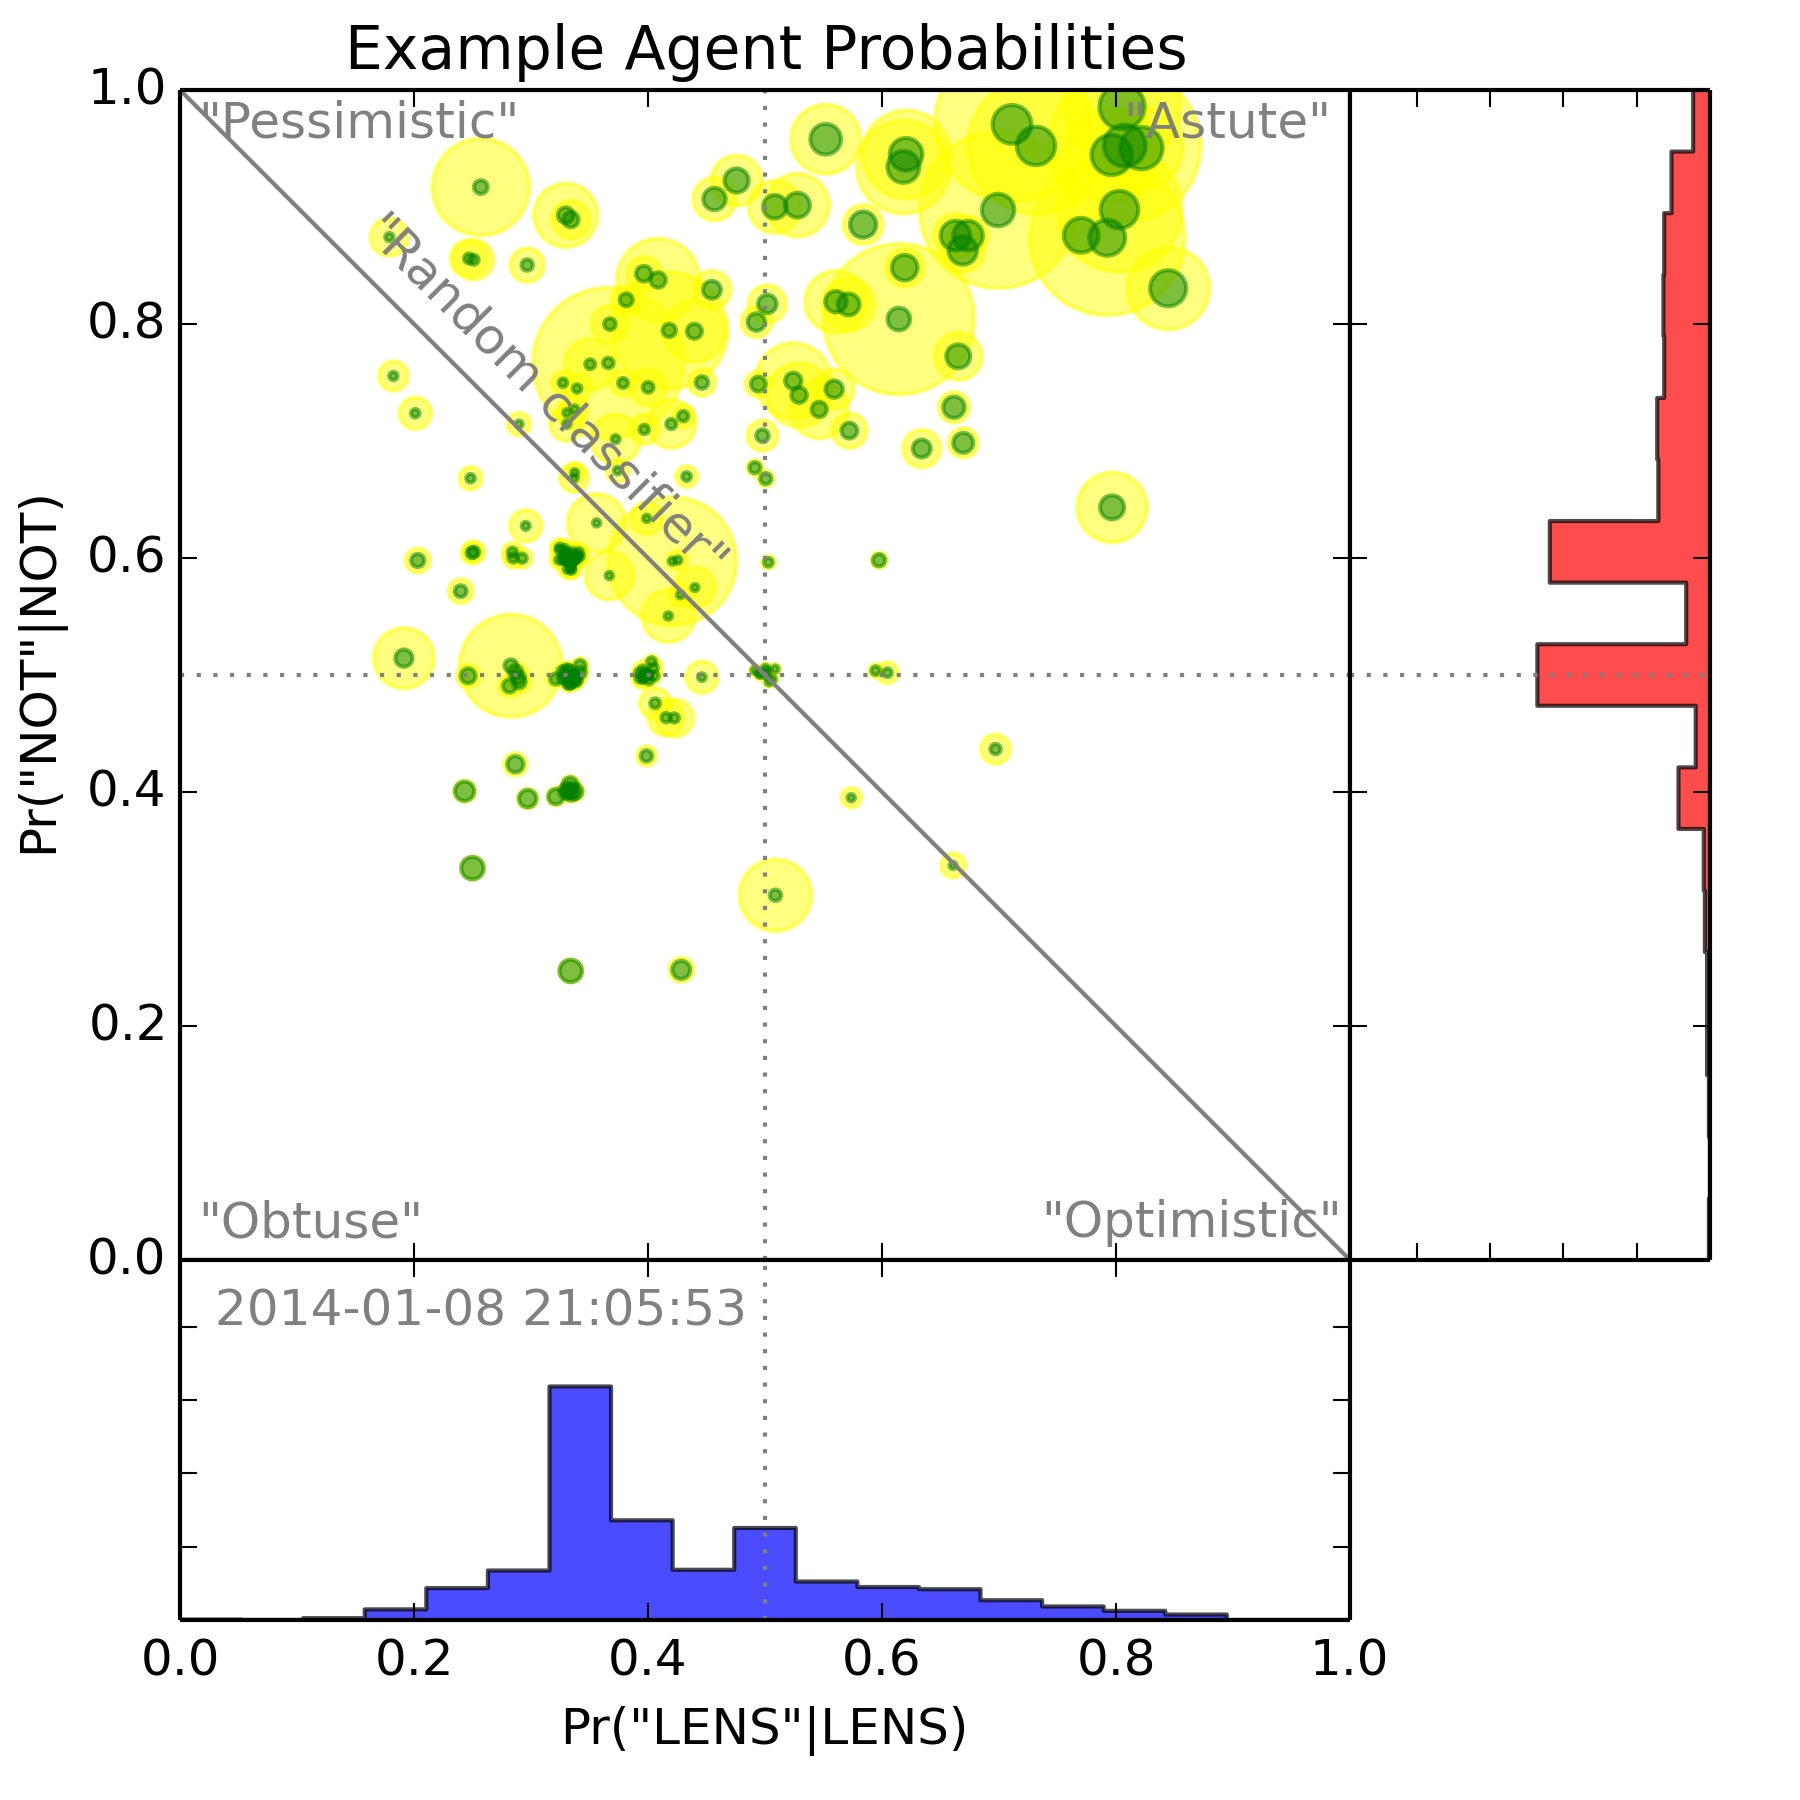 Example Agent Probabilities
1.0
"Pessimistic"
"Astute"
"Random classifier"
0.8
0.6
Pr("NOT"|NOT)
0.4
0.2
"Obtuse"
"Optimistic"
0.0
2014-01-08 21:05:53
0.0 0.2 0.4 0.6 0.8 1.0
Pr("LENS"|LENS)